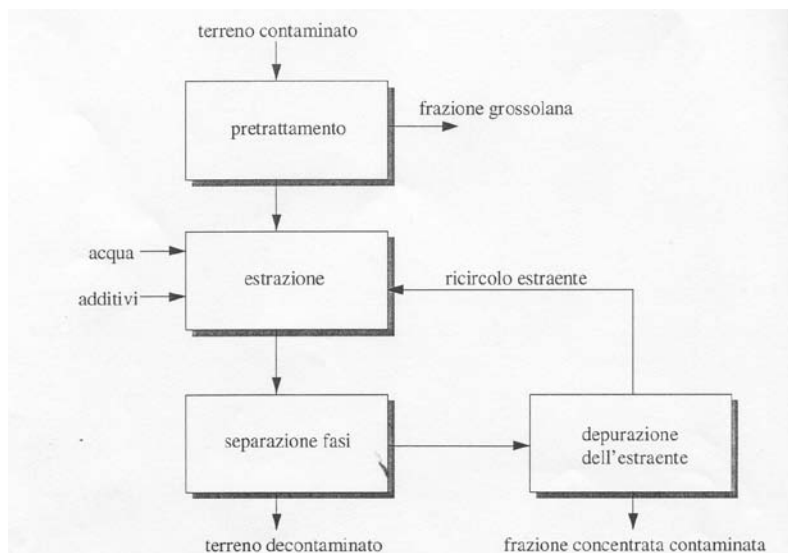 terreno contaminato
pretrattamento
frazione grossolana
acqua
additivi
estrazione
ricircolo estraente
separazione fasi
depurazione
dell'estraente
terreno decontaminato
frazione concentrata contaminata